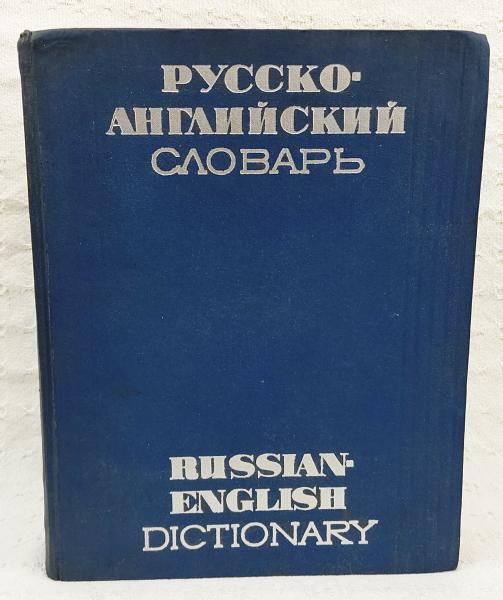 РУССКО-
АНГЛИЙСКИЙ
СЛОВАРЬ
RUSSIAN-
ENGLISH
DICTIONARY